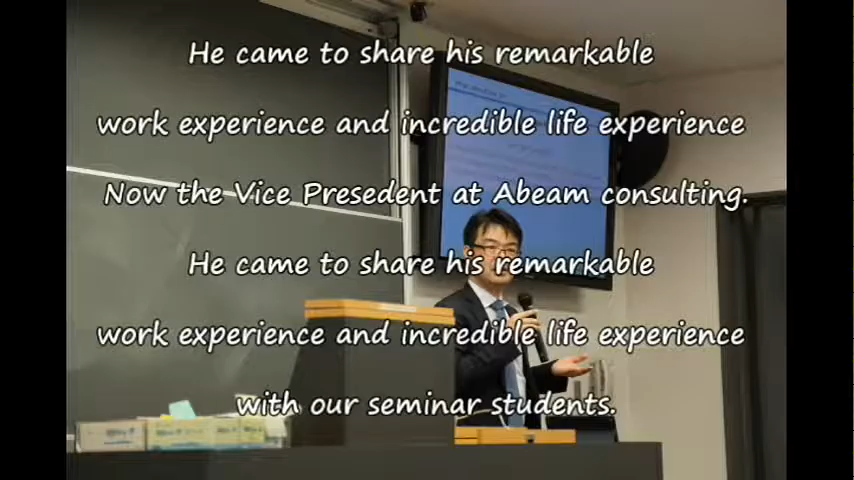 He came to share his remarkable
work experience and incredible life experience
Now the Vice Presedent at Abeam consulting.
He came to share his remarkable
work experience and incredible life experience
with our seminar students.